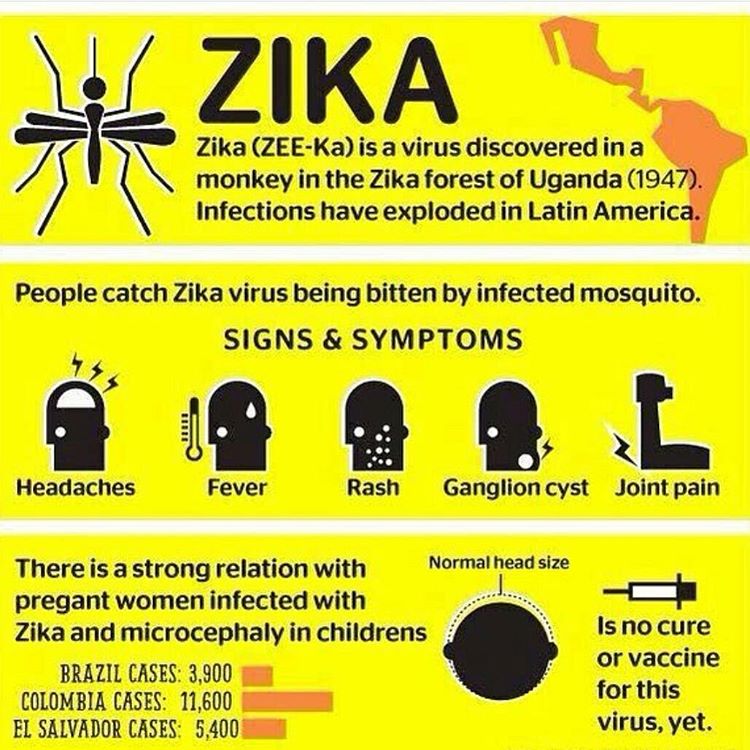 ZIKA
Zika (ZEE-Ka) is a virus discovered in a
monkey in the Zika forest of Uganda (1947).
Infections have exploded in Latin America.
People catch Zika virus being bitten by infected mosquito.
SIGNS & SYMPTOMS
Headaches
Fever
Rash
Ganglion cyst
Joint pain
There is a strong relation with
pregant women infected with
Zika and microcephaly in childrens
BRAZIL CASES: 3,900
COLOMBIA CASES: 11,600
EL SALVADOR CASES: 5,400
Normal head size
Is no cure
or vaccine
for this
virus, yet.